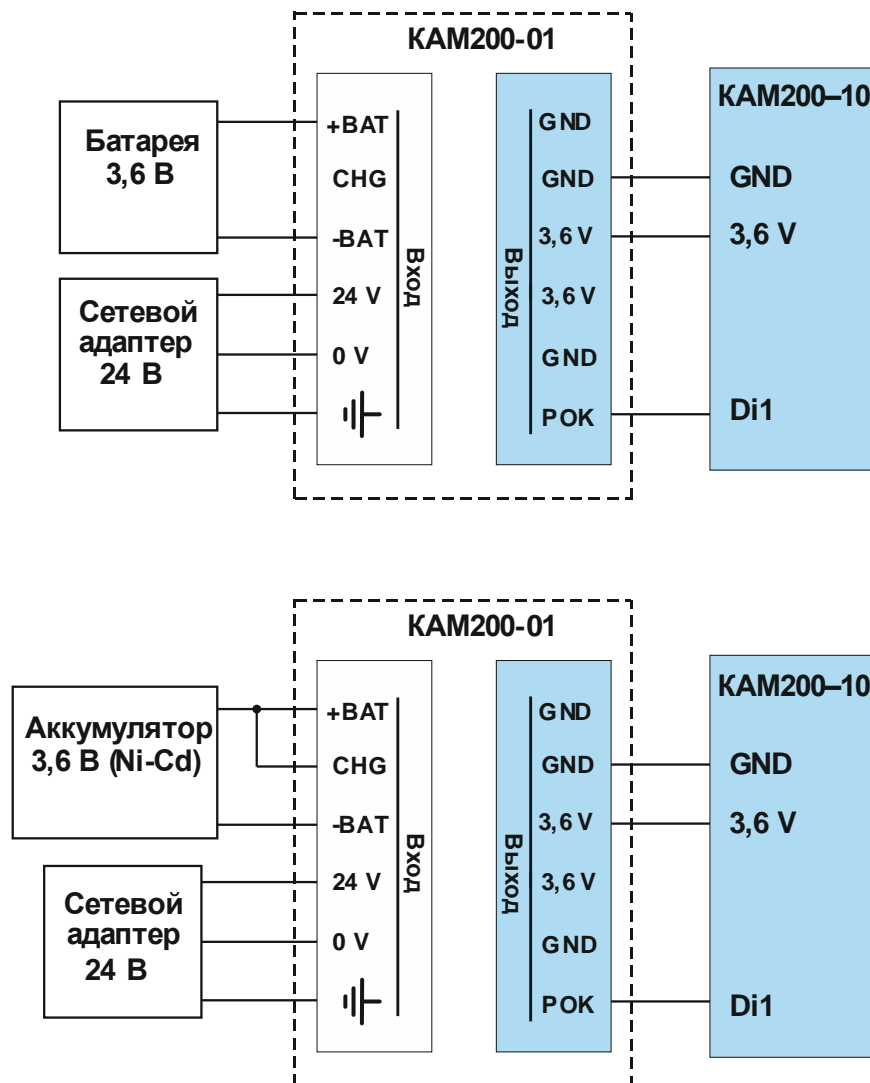 КАМ200-01
КАМ200–10
Батарея
3,6 В
Сетевой
адаптер
24 В
+BAT
CHG
-BAT
24 V
0 V
Вход
Выход
GND
GND
3,6 V
3,6 V
GND
POK
GND
3,6 V
Di1
КАМ200-01
КАМ200–10
Аккумулятор
3,6 В (Ni-Cd)
Сетевой
адаптер
24 В
+BAT
CHG
-BAT
24 V
0 V
Вход
Выход
GND
GND
3,6 V
3,6 V
GND
POK
GND
3,6 V
Di1